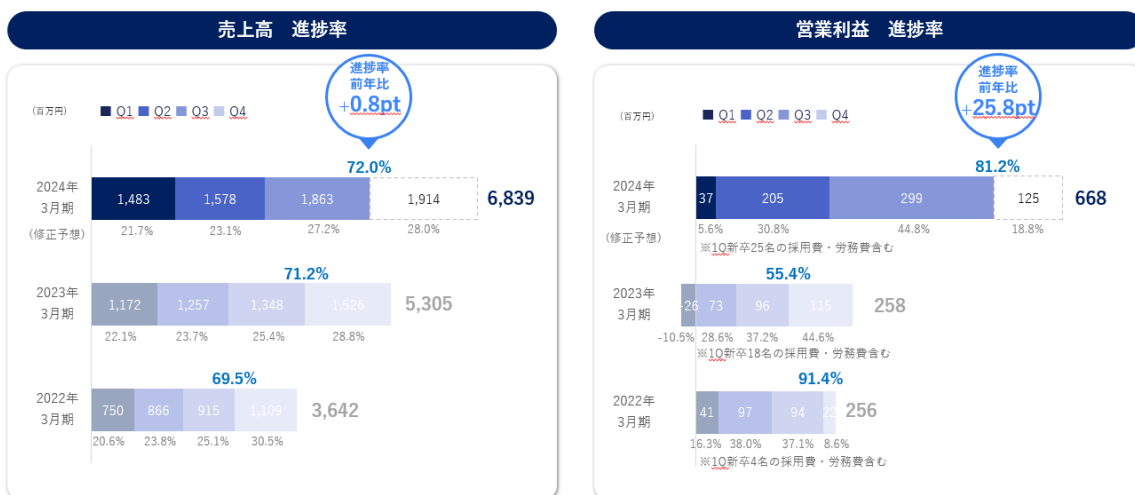 売上高　進捗率
進捗率
前年比
+0.8pt
（百万円）
Q1 Q2 Q3 Q4
72.0%
2024年
3月期
(修正予想)
1,483 1,578 1,863 1,914 6,839
21.7% 23.1% 27.2% 28.0%
71.2%
2023年
3月期
1,172 1,257 1,348 1,526 5,305
22.1% 23.7% 25.4% 28.8%
69.5%
2022年
3月期
750 866 915 1,109 3,642
20.6% 23.8% 25.1% 30.5%
営業利益　進捗率
進捗率
前年比
+25.8pt
（百万円）
Q1 Q2 Q3 Q4
81.2%
2024年
3月期
(修正予想)
37 205 299 125 668
5.6% 30.8% 44.8% 18.8%
※1Q新卒25名の採用費・労務費含む
55.4%
2023年
3月期
-26 73 96 115 258
-10.5% 28.6% 37.2% 44.6%
※1Q新卒18名の採用費・労務費含む
91.4%
2022年
3月期
41 97 94 22 256
16.3% 38.0% 37.1% 8.6%
※1Q新卒4名の採用費・労務費含む